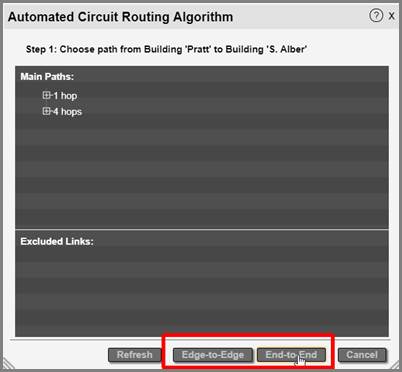 Automated Circuit Routing Algorithm ? x
Step 1: Choose path from Building 'Pratt' to Building 'S. Alber'
Main Paths:
1 hop
4 hops
Excluded Links:
Refresh Edge-to-Edge End-to-End Cancel